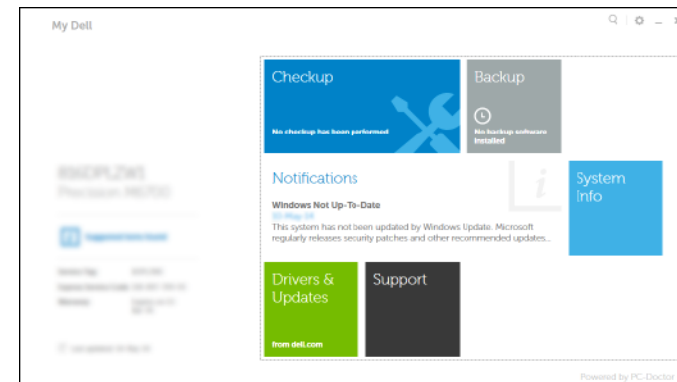 My Dell
Checkup
No checkup has been performed
Backup
No backup software
installed
Notifications
Windows Not Up-To-Date
This system has not been updated by Windows Update. Microsoft
regularly releases security patches and other recommended updates...
System
Info
Drivers &
Updates
from dell.com
Support
Powered by PC-Doctor